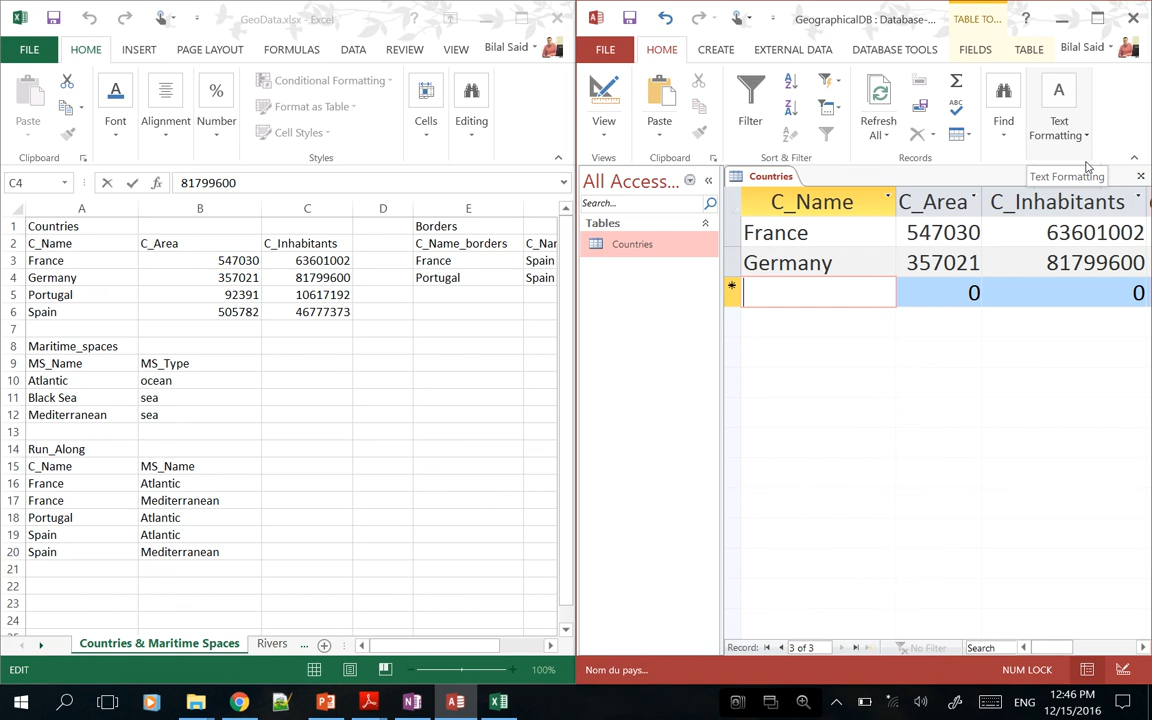 GeoData.xlsx - Excel
FILE HOME INSERT PAGE LAYOUT FORMULAS DATA REVIEW VIEW Bilal Said
Paste
Font
Alignment
Number
Conditional Formatting
Format as Table
Cell Styles
Cells
Editing
Clipboard
Styles
C4
81799600
A B C D E
1 Countries Borders
2 C_Name C_Area C_Inhabitants C_Name_borders C_Nar
3 France 547030 63601002 France Spain
4 Germany 357021 81799600 Portugal Spain
5 Portugal 92391 10617192
6 Spain 505782 46777373
7
8 Maritime_spaces
9 MS_Name MS_Type
10 Atlantic ocean
11 Black Sea sea
12 Mediterranean sea
13
14 Run_Along
15 C_Name MS_Name
16 France Atlantic
17 France Mediterranean
18 Portugal Atlantic
19 Spain Atlantic
20 Spain Mediterranean
21
22
23
24
Countries & Maritime Spaces Rivers ...
EDIT 100%
GeographicalDB : Database-... TABLE TO...
FILE HOME CREATE EXTERNAL DATA DATABASE TOOLS FIELDS TABLE Bilal Said
View
Paste
Filter
Refresh
All
Find
Text
Formatting
Views Clipboard Sort & Filter Records
Text Formatting
All Access...
Search...
Tables
Countries
Countries
C_Name C_Area C_Inhabitants
France 547030 63601002
Germany 357021 81799600
* 0 0
Record: 3 of 3 No Filter Search
Nom du pays... NUM LOCK
ENG
12:46 PM
12/15/2016